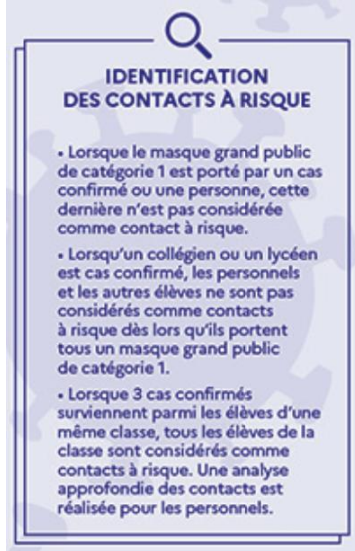 IDENTIFICATION
DES CONTACTS À RISQUE
• Lorsque le masque grand public
de catégorie 1 est porté par un cas
confirmé ou une personne, cette
dernière n'est pas considérée
comme contact à risque.
• Lorsqu'un collégien ou un lycéen
est cas confirmé, les personnels
et les autres élèves ne sont pas
considérés comme contacts
à risque dès lors qu'ils portent
tous un masque grand public
de catégorie 1.
• Lorsque 3 cas confirmés
surviennent parmi les élèves d'une
même classe, tous les élèves de la
classe sont considérés comme
contacts à risque. Une analyse
approfondie des contacts est
réalisée pour les personnels.